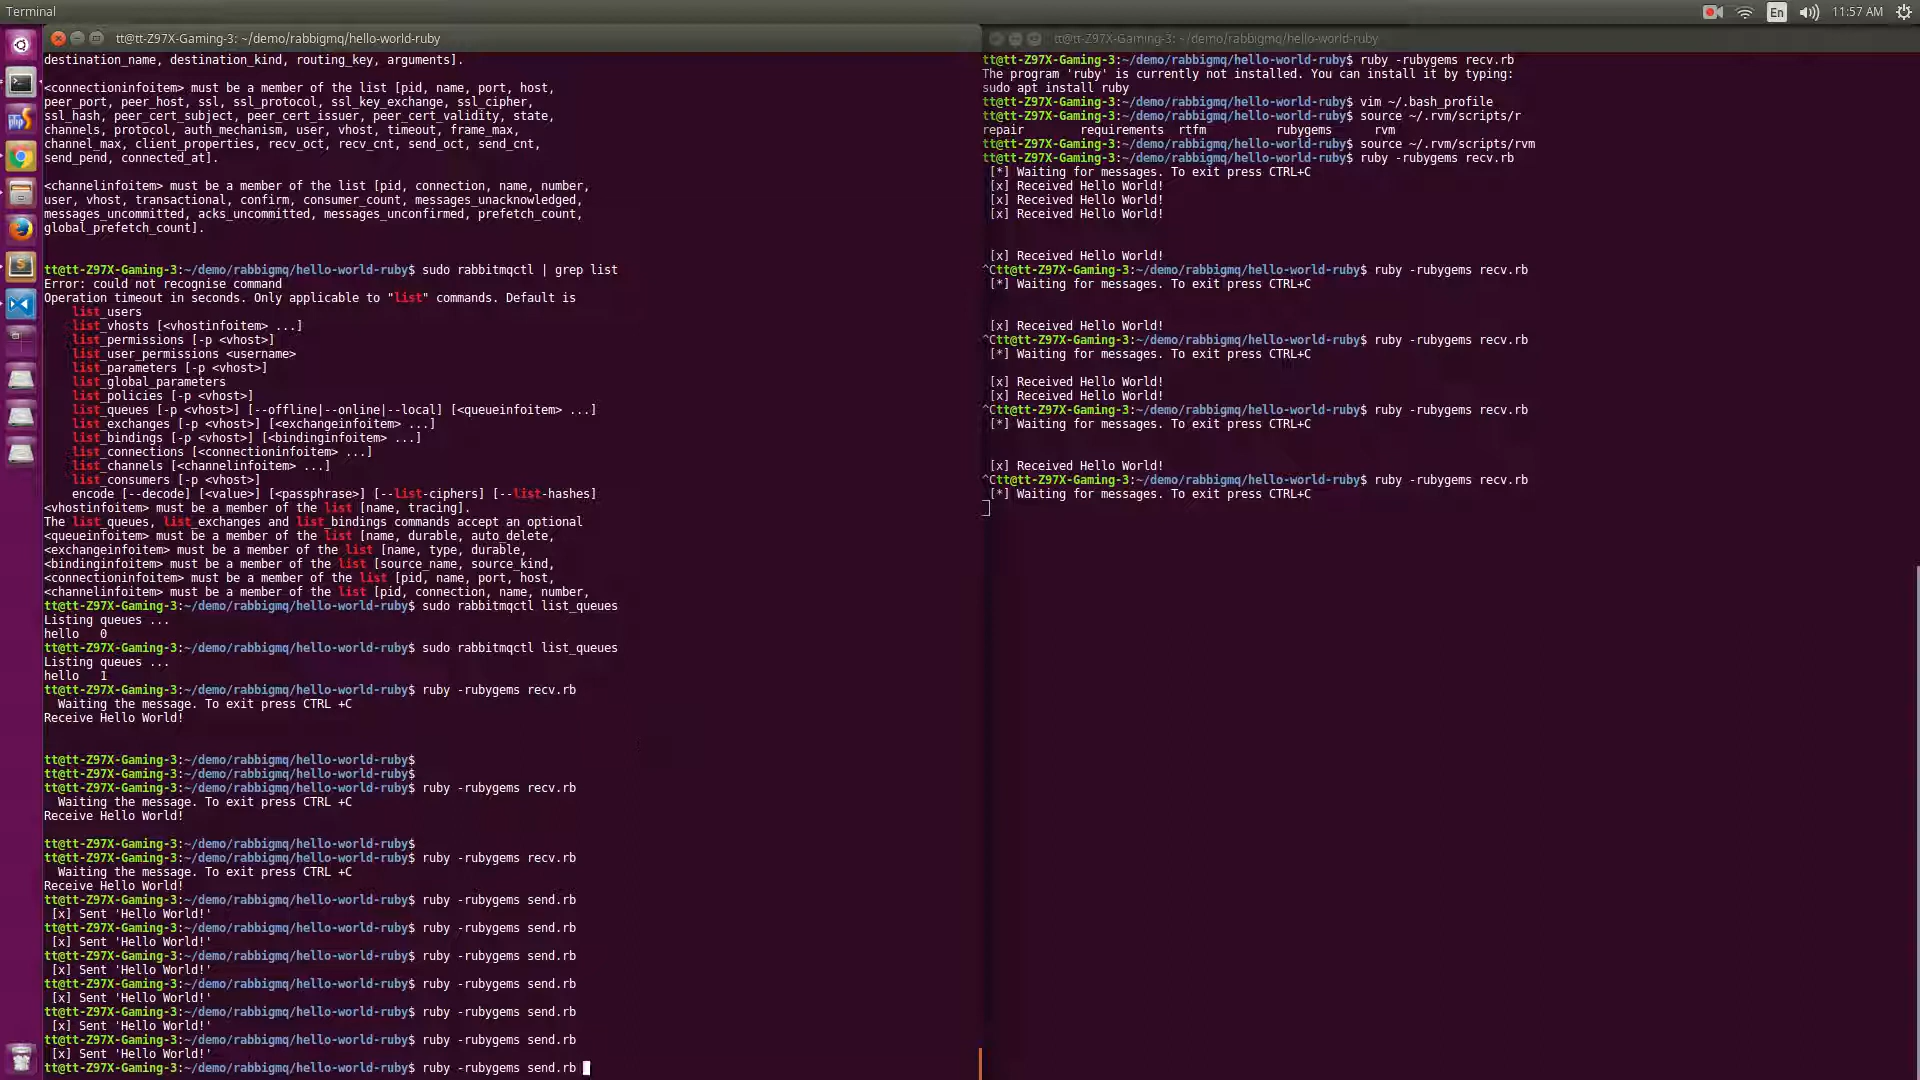 Terminal
En
11:57 AM
tt@tt-Z97X-Gaming-3: ~/demo/rabbigmq/hello-world-ruby
destination_name, destination_kind, routing_key, arguments].
<connectioninfoitem> must be a member of the list [pid, name, port, host,
peer_port, peer_host, ssl, ssl_protocol, ssl_key_exchange, ssl_cipher,
ssl_hash, peer_cert_subject, peer_cert_issuer, peer_cert_validity, state,
channels, protocol, auth_mechanism, user, vhost, timeout, frame_max,
channel_max, client_properties, recv_oct, recv_cnt, send_oct, send_cnt,
send_pend, connected_at].
<channelinfoitem> must be a member of the list [pid, connection, name, number,
user, vhost, transactional, confirm, consumer_count, messages_unacknowledged,
messages_uncommitted, acks_uncommitted, messages_unconfirmed, prefetch_count,
global_prefetch_count].
tt@tt-Z97X-Gaming-3:~/demo/rabbigmq/hello-world-ruby$ sudo rabbitmqctl | grep list
Error: could not recognise command
Operation timeout in seconds. Only applicable to "list" commands. Default is
list_users
list_vhosts [<vhostinfoitem> ...]
list_permissions [-p <vhost>]
list_user_permissions <username>
list_parameters [-p <vhost>]
list_global_parameters
list_policies [-p <vhost>]
list_queues [-p <vhost>] [--offline|--online|--local] [<queueinfoitem> ...]
list_exchanges [-p <vhost>] [<exchangeinfoitem> ...]
list_bindings [-p <vhost>] [<bindinginfoitem> ...]
list_connections [<connectioninfoitem> ...]
list_channels [<channelinfoitem> ...]
list_consumers [-p <vhost>]
encode [--decode] [<value>] [<passphrase>] [--list-ciphers] [--list-hashes]
<vhostinfoitem> must be a member of the list [name, tracing].
The list_queues, list_exchanges and list_bindings commands accept an optional
<queueinfoitem> must be a member of the list [name, durable, auto_delete,
<exchangeinfoitem> must be a member of the list [name, type, durable,
<bindinginfoitem> must be a member of the list [source_name, source_kind,
<connectioninfoitem> must be a member of the list [pid, name, port, host,
<channelinfoitem> must be a member of the list [pid, connection, name, number,
tt@tt-Z97X-Gaming-3:~/demo/rabbigmq/hello-world-ruby$ sudo rabbitmqctl list_queues
Listing queues ...
hello 0
tt@tt-Z97X-Gaming-3:~/demo/rabbigmq/hello-world-ruby$ sudo rabbitmqctl list_queues
Listing queues ...
hello 1
tt@tt-Z97X-Gaming-3:~/demo/rabbigmq/hello-world-ruby$ ruby -rubygems recv.rb
Waiting the message. To exit press CTRL +C
Receive Hello World!
tt@tt-Z97X-Gaming-3:~/demo/rabbigmq/hello-world-ruby$
tt@tt-Z97X-Gaming-3:~/demo/rabbigmq/hello-world-ruby$
tt@tt-Z97X-Gaming-3:~/demo/rabbigmq/hello-world-ruby$ ruby -rubygems recv.rb
Waiting the message. To exit press CTRL +C
Receive Hello World!
tt@tt-Z97X-Gaming-3:~/demo/rabbigmq/hello-world-ruby$
tt@tt-Z97X-Gaming-3:~/demo/rabbigmq/hello-world-ruby$ ruby -rubygems recv.rb
Waiting the message. To exit press CTRL +C
Receive Hello World!
tt@tt-Z97X-Gaming-3:~/demo/rabbigmq/hello-world-ruby$ ruby -rubygems send.rb
[x] Sent 'Hello World!'
tt@tt-Z97X-Gaming-3:~/demo/rabbigmq/hello-world-ruby$ ruby -rubygems send.rb
[x] Sent 'Hello World!'
tt@tt-Z97X-Gaming-3:~/demo/rabbigmq/hello-world-ruby$ ruby -rubygems send.rb
[x] Sent 'Hello World!'
tt@tt-Z97X-Gaming-3:~/demo/rabbigmq/hello-world-ruby$ ruby -rubygems send.rb
[x] Sent 'Hello World!'
tt@tt-Z97X-Gaming-3:~/demo/rabbigmq/hello-world-ruby$ ruby -rubygems send.rb
[x] Sent 'Hello World!'
tt@tt-Z97X-Gaming-3:~/demo/rabbigmq/hello-world-ruby$ ruby -rubygems send.rb
[x] Sent 'Hello World!'
tt@tt-Z97X-Gaming-3:~/demo/rabbigmq/hello-world-ruby$ ruby -rubygems send.rb
tt@tt-Z97X-Gaming-3: ~/demo/rabbigmq/hello-world-ruby
tt@tt-Z97X-Gaming-3:~/demo/rabbigmq/hello-world-ruby$ ruby -rubygems recv.rb
The program 'ruby' is currently not installed. You can install it by typing:
sudo apt install ruby
tt@tt-Z97X-Gaming-3:~/demo/rabbigmq/hello-world-ruby$ vim ~/.bash_profile
tt@tt-Z97X-Gaming-3:~/demo/rabbigmq/hello-world-ruby$ source ~/.rvm/scripts/r
repair requirements rtfm rubygems rvm
tt@tt-Z97X-Gaming-3:~/demo/rabbigmq/hello-world-ruby$ source ~/.rvm/scripts/rvm
tt@tt-Z97X-Gaming-3:~/demo/rabbigmq/hello-world-ruby$ ruby -rubygems recv.rb
[*] Waiting for messages. To exit press CTRL+C
[x] Received Hello World!
[x] Received Hello World!
[x] Received Hello World!
[x] Received Hello World!
^Ctt@tt-Z97X-Gaming-3:~/demo/rabbigmq/hello-world-ruby$ ruby -rubygems recv.rb
[*] Waiting for messages. To exit press CTRL+C
[x] Received Hello World!
^Ctt@tt-Z97X-Gaming-3:~/demo/rabbigmq/hello-world-ruby$ ruby -rubygems recv.rb
[*] Waiting for messages. To exit press CTRL+C
[x] Received Hello World!
[x] Received Hello World!
^Ctt@tt-Z97X-Gaming-3:~/demo/rabbigmq/hello-world-ruby$ ruby -rubygems recv.rb
[*] Waiting for messages. To exit press CTRL+C
[x] Received Hello World!
^Ctt@tt-Z97X-Gaming-3:~/demo/rabbigmq/hello-world-ruby$ ruby -rubygems recv.rb
[*] Waiting for messages. To exit press CTRL+C